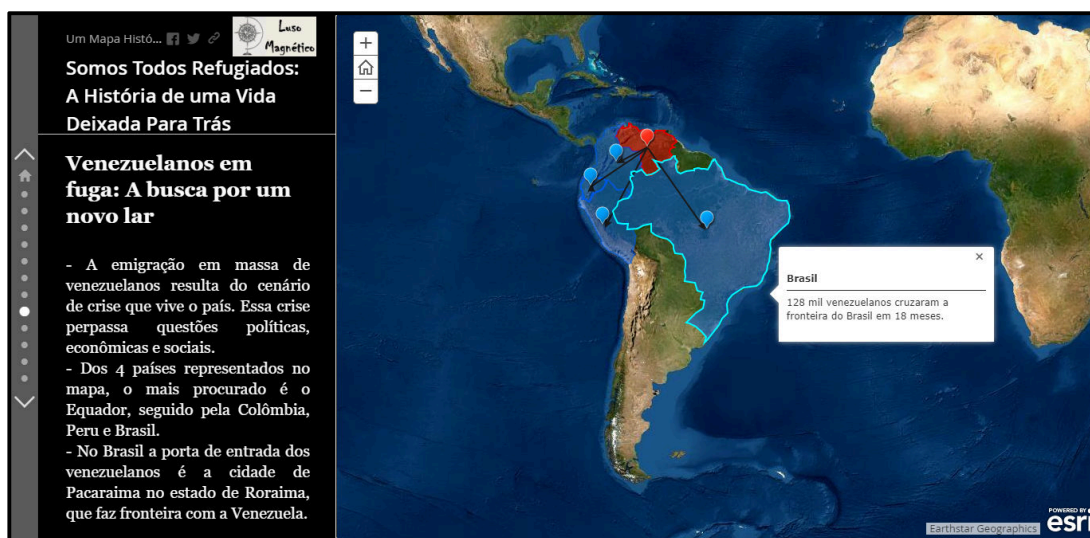 Um Mapa Histó...
Luso
Magnético
Somos Todos Refugiados:
A História de uma Vida
Deixada Para Trás
Venezuelanos em
fuga: A busca por um
novo lar
- A emigração em massa de
venezuelanos resulta do cenário
de crise que vive o país. Essa crise
perpassa questões políticas,
econômicas e sociais.
- Dos 4 países representados no
mapa, o mais procurado é o
Equador, seguido pela Colômbia,
Peru e Brasil.
- No Brasil a porta de entrada dos
venezuelanos é a cidade de
Pacaraima no estado de Roraima,
que faz fronteira com a Venezuela.
Brasil
128 mil venezuelanos cruzaram a
fronteira do Brasil em 18 meses.
Earthstar Geographics
POWERED BY
esri